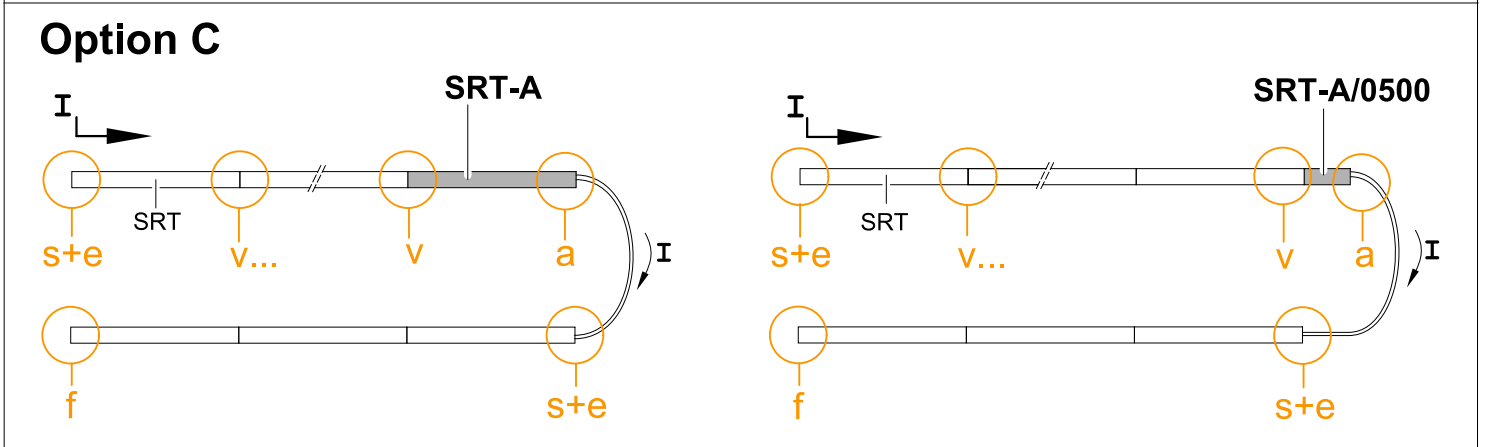 Option C
SRT-A
I
SRT
s+e
v...
v
a
I
f
s+e
SRT-A/0500
I
SRT
s+e
v...
v
a
I
f
s+e